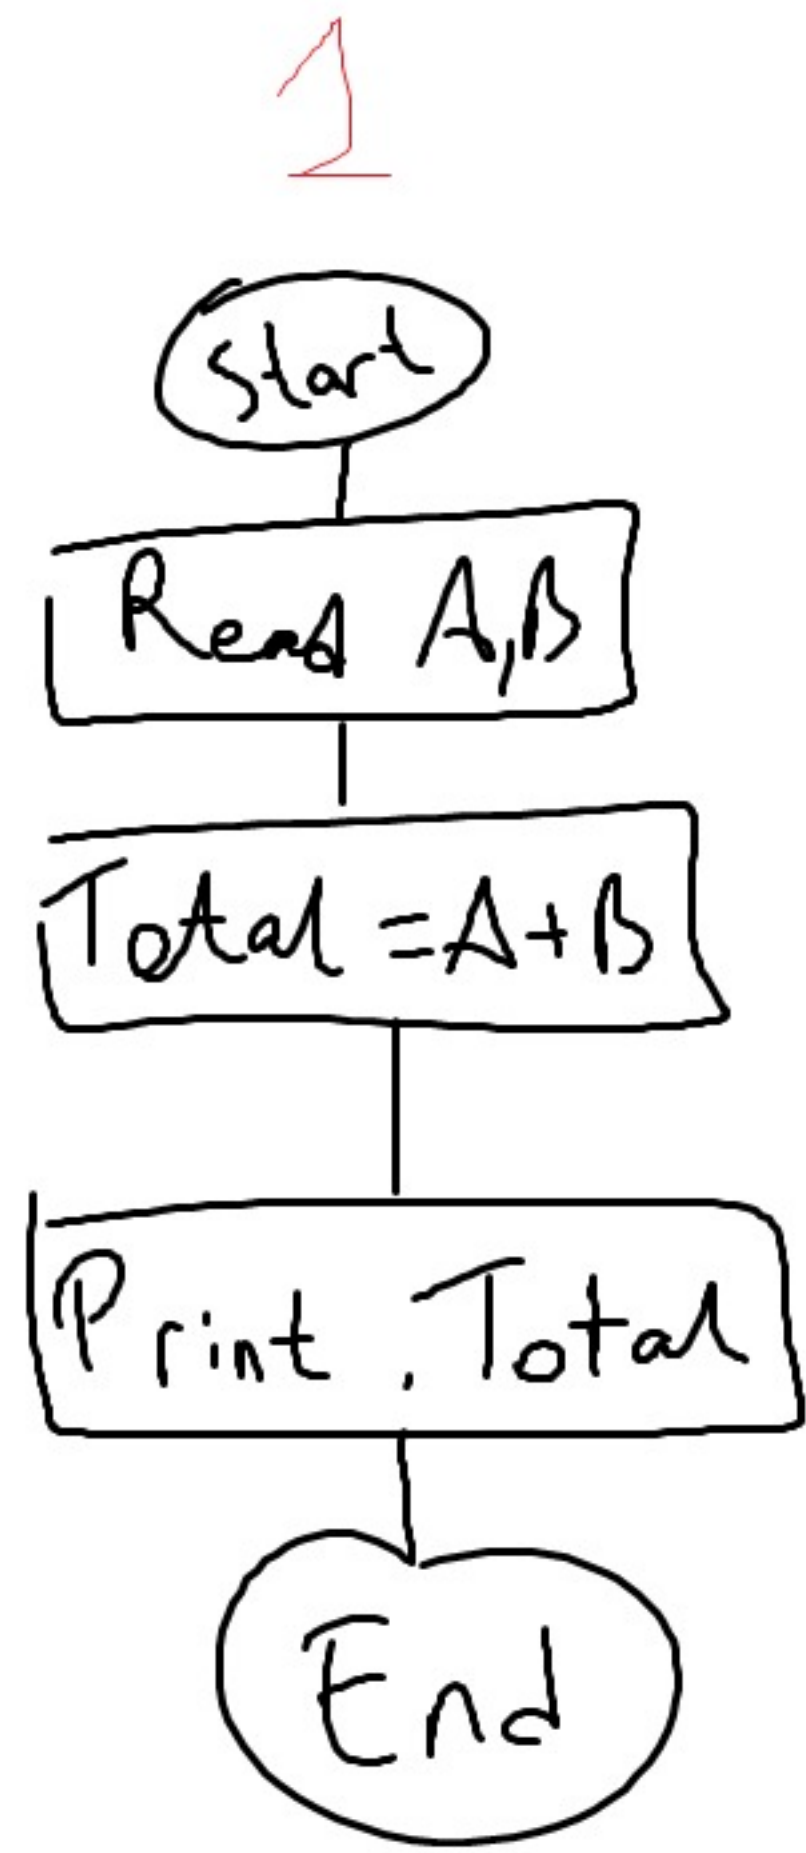 1
Start
Read A,B
Total = A + B
Print . Total
End